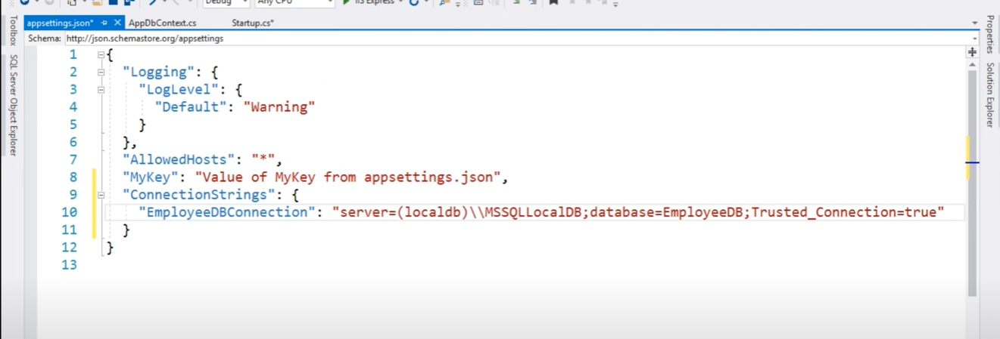 Debug Any CPU IIS Express
appsettings.json* AppDbContext.cs Startup.cs*
Schema: http://json.schemastore.org/appsettings
Toolbox
SQL Server Object Explorer
1 {
2 "Logging": {
3 "LogLevel": {
4 "Default": "Warning"
5 }
6 },
7 "AllowedHosts": "*",
8 "MyKey": "Value of MyKey from appsettings.json",
9 "ConnectionStrings": {
10 "EmployeeDBConnection": "server=(localdb)\\MSSQLLocalDB;database=EmployeeDB;Trusted_Connection=true"
11 }
12 }
13
Properties
Solution Explorer